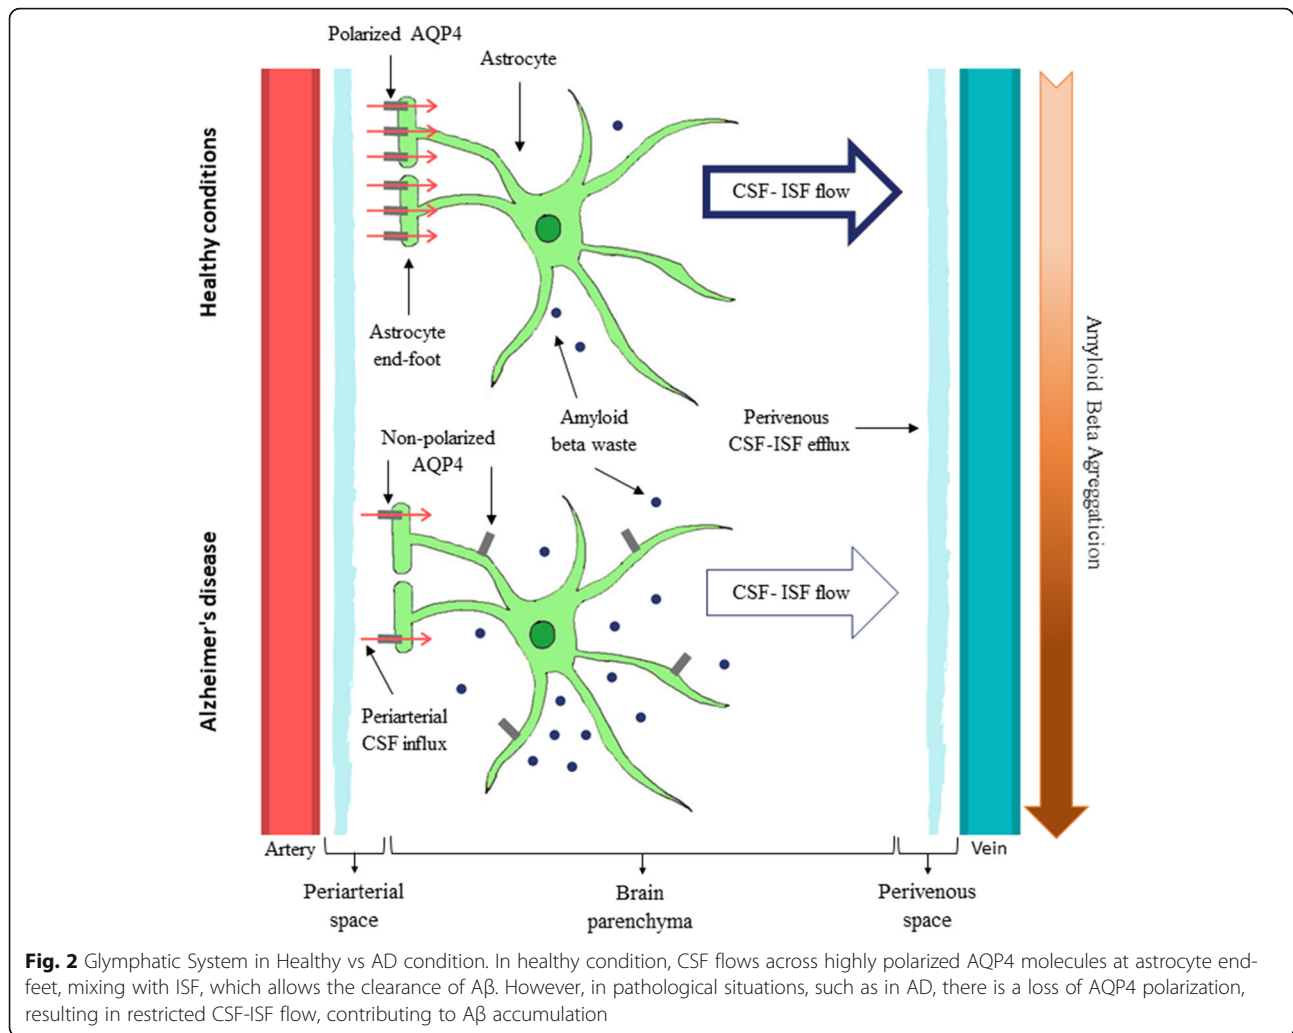 Polarized AQP4
Astrocyte
Healthy conditions
CSF- ISF flow
Astrocyte
end-foot
Amyloid
beta waste
Perivenous
CSF-ISF efflux
Amyloid Beta Agreggaticion
Non-polarized
AQP4
Alzheimer's disease
CSF- ISF flow
Periarterial
CSF influx
Artery
Vein
Periarterial
space
Brain
parenchyma
Perivenous
space
Fig. 2 Glymphatic System in Healthy vs AD condition. In healthy condition, CSF flows across highly polarized AQP4 molecules at astrocyte end-
feet, mixing with ISF, which allows the clearance of Aβ. However, in pathological situations, such as in AD, there is a loss of AQP4 polarization,
resulting in restricted CSF-ISF flow, contributing to Aβ accumulation